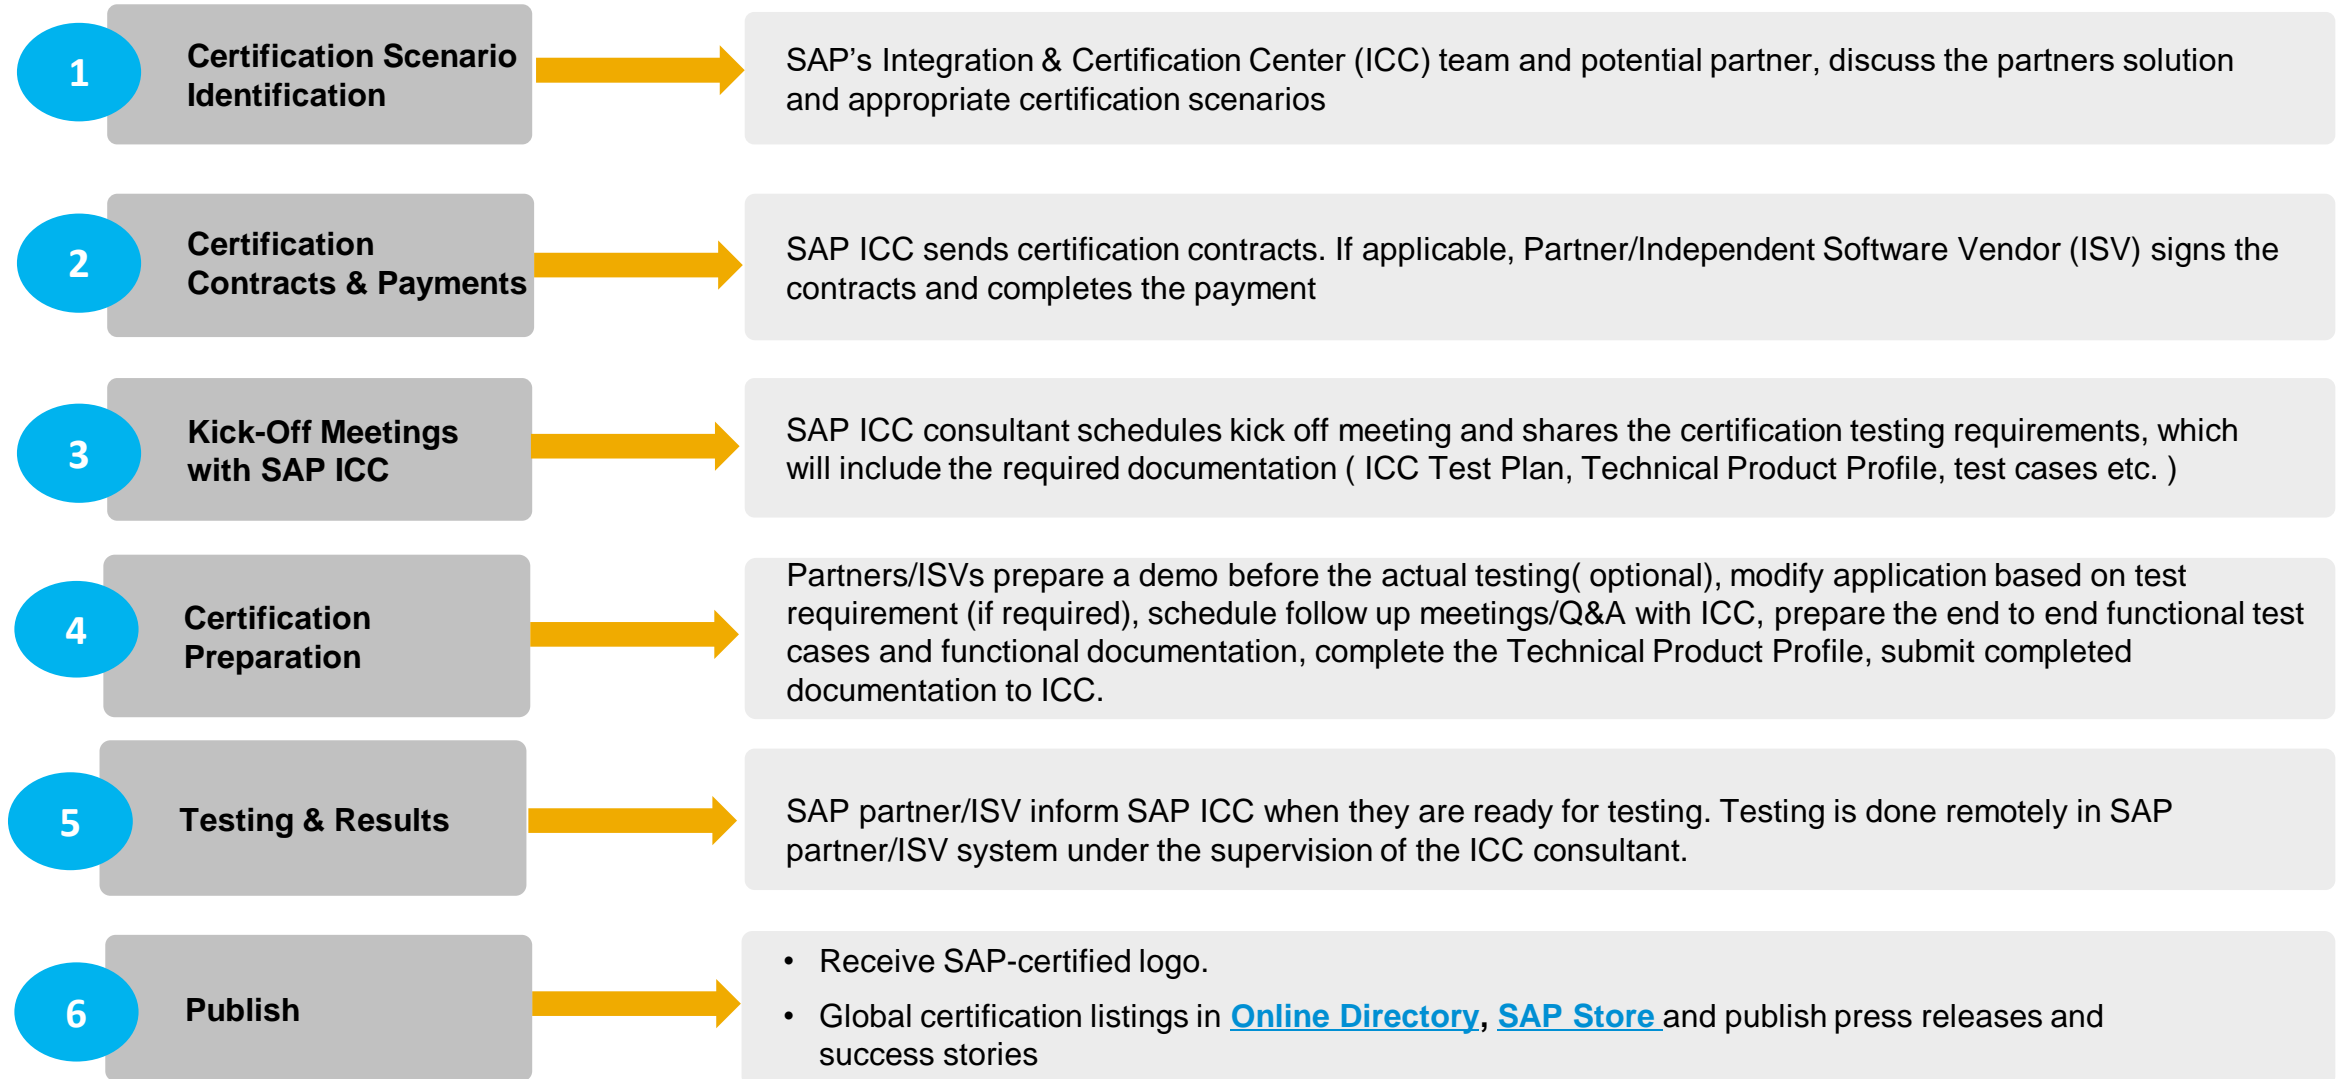 1
Certification Scenario
Identification
SAP’s Integration & Certification Center (ICC) team and potential partner, discuss the partners solution
and appropriate certification scenarios
2
Certification
Contracts & Payments
SAP ICC sends certification contracts. If applicable, Partner/Independent Software Vendor (ISV) signs the
contracts and completes the payment
3
Kick-Off Meetings
with SAP ICC
SAP ICC consultant schedules kick off meeting and shares the certification testing requirements, which
will include the required documentation ( ICC Test Plan, Technical Product Profile, test cases etc. )
4
Certification
Preparation
Partners/ISVs prepare a demo before the actual testing( optional), modify application based on test
requirement (if required), schedule follow up meetings/Q&A with ICC, prepare the end to end functional test
cases and functional documentation, complete the Technical Product Profile, submit completed
documentation to ICC.
5
Testing & Results
SAP partner/ISV inform SAP ICC when they are ready for testing. Testing is done remotely in SAP
partner/ISV system under the supervision of the ICC consultant.
6
Publish
• Receive SAP-certified logo.
• Global certification listings in Online Directory, SAP Store and publish press releases and
success stories